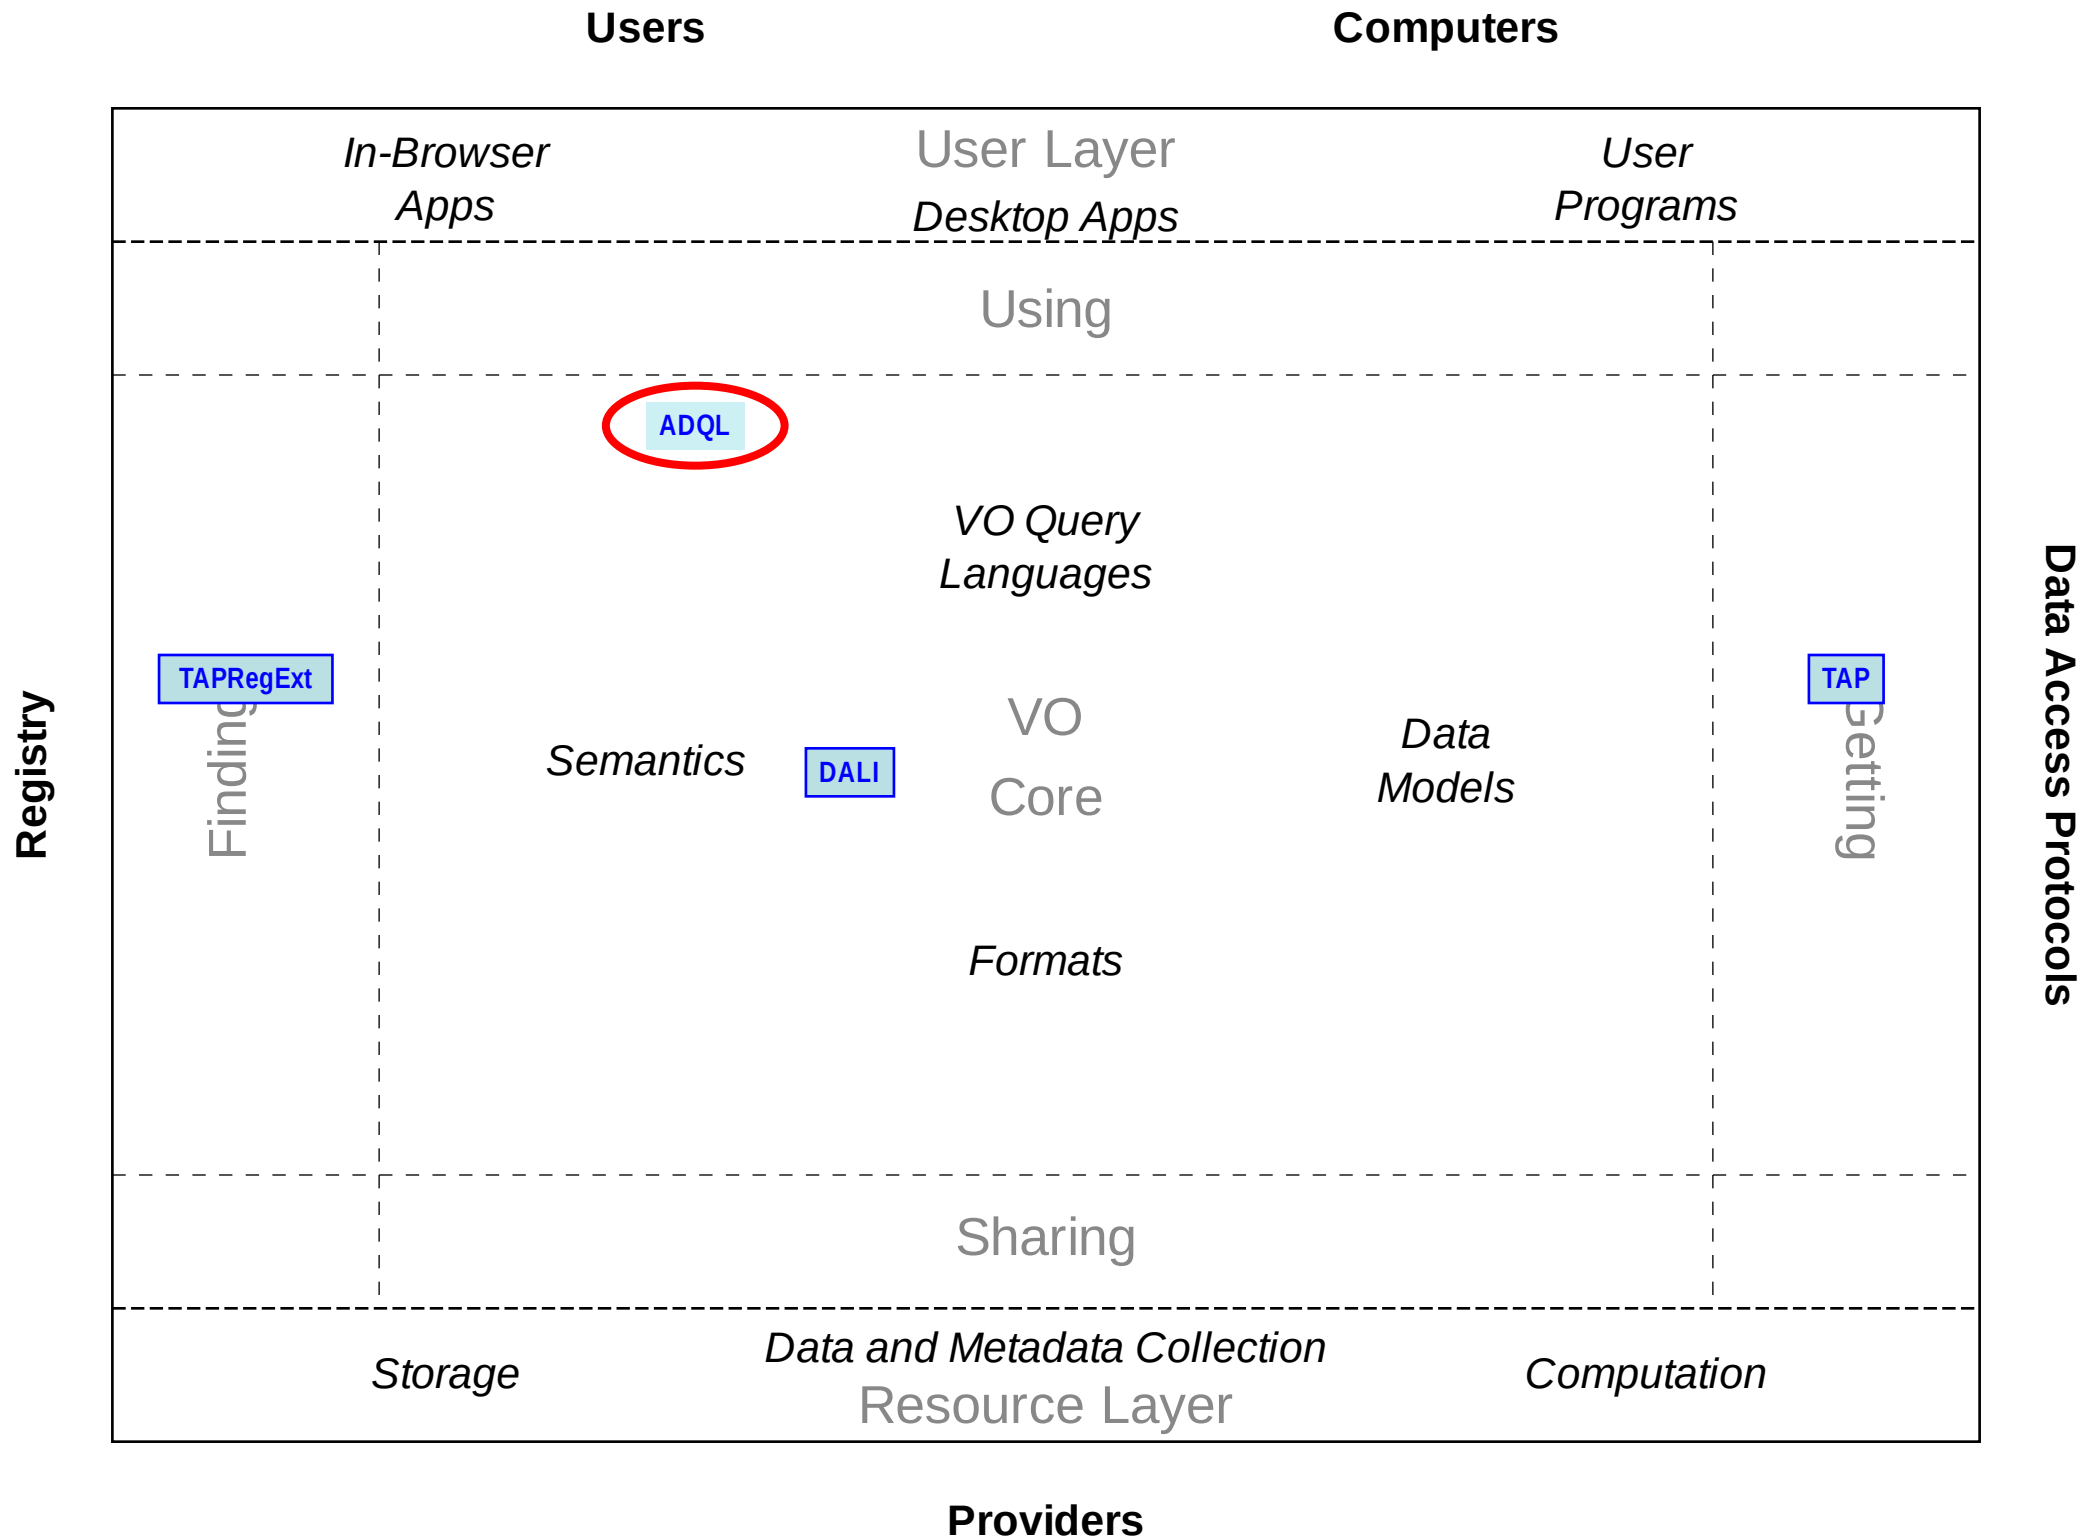 Users
Computers
In-Browser
Apps
User Layer
Desktop Apps
User
Programs
Using
ADQL
VO Query
Languages
Registry
TAPRegExt
Finding
Semantics
DALI
VO
Core
Data
Models
TAP
Getting
Data Access Protocols
Formats
Sharing
Storage
Data and Metadata Collection
Resource Layer
Computation
Providers